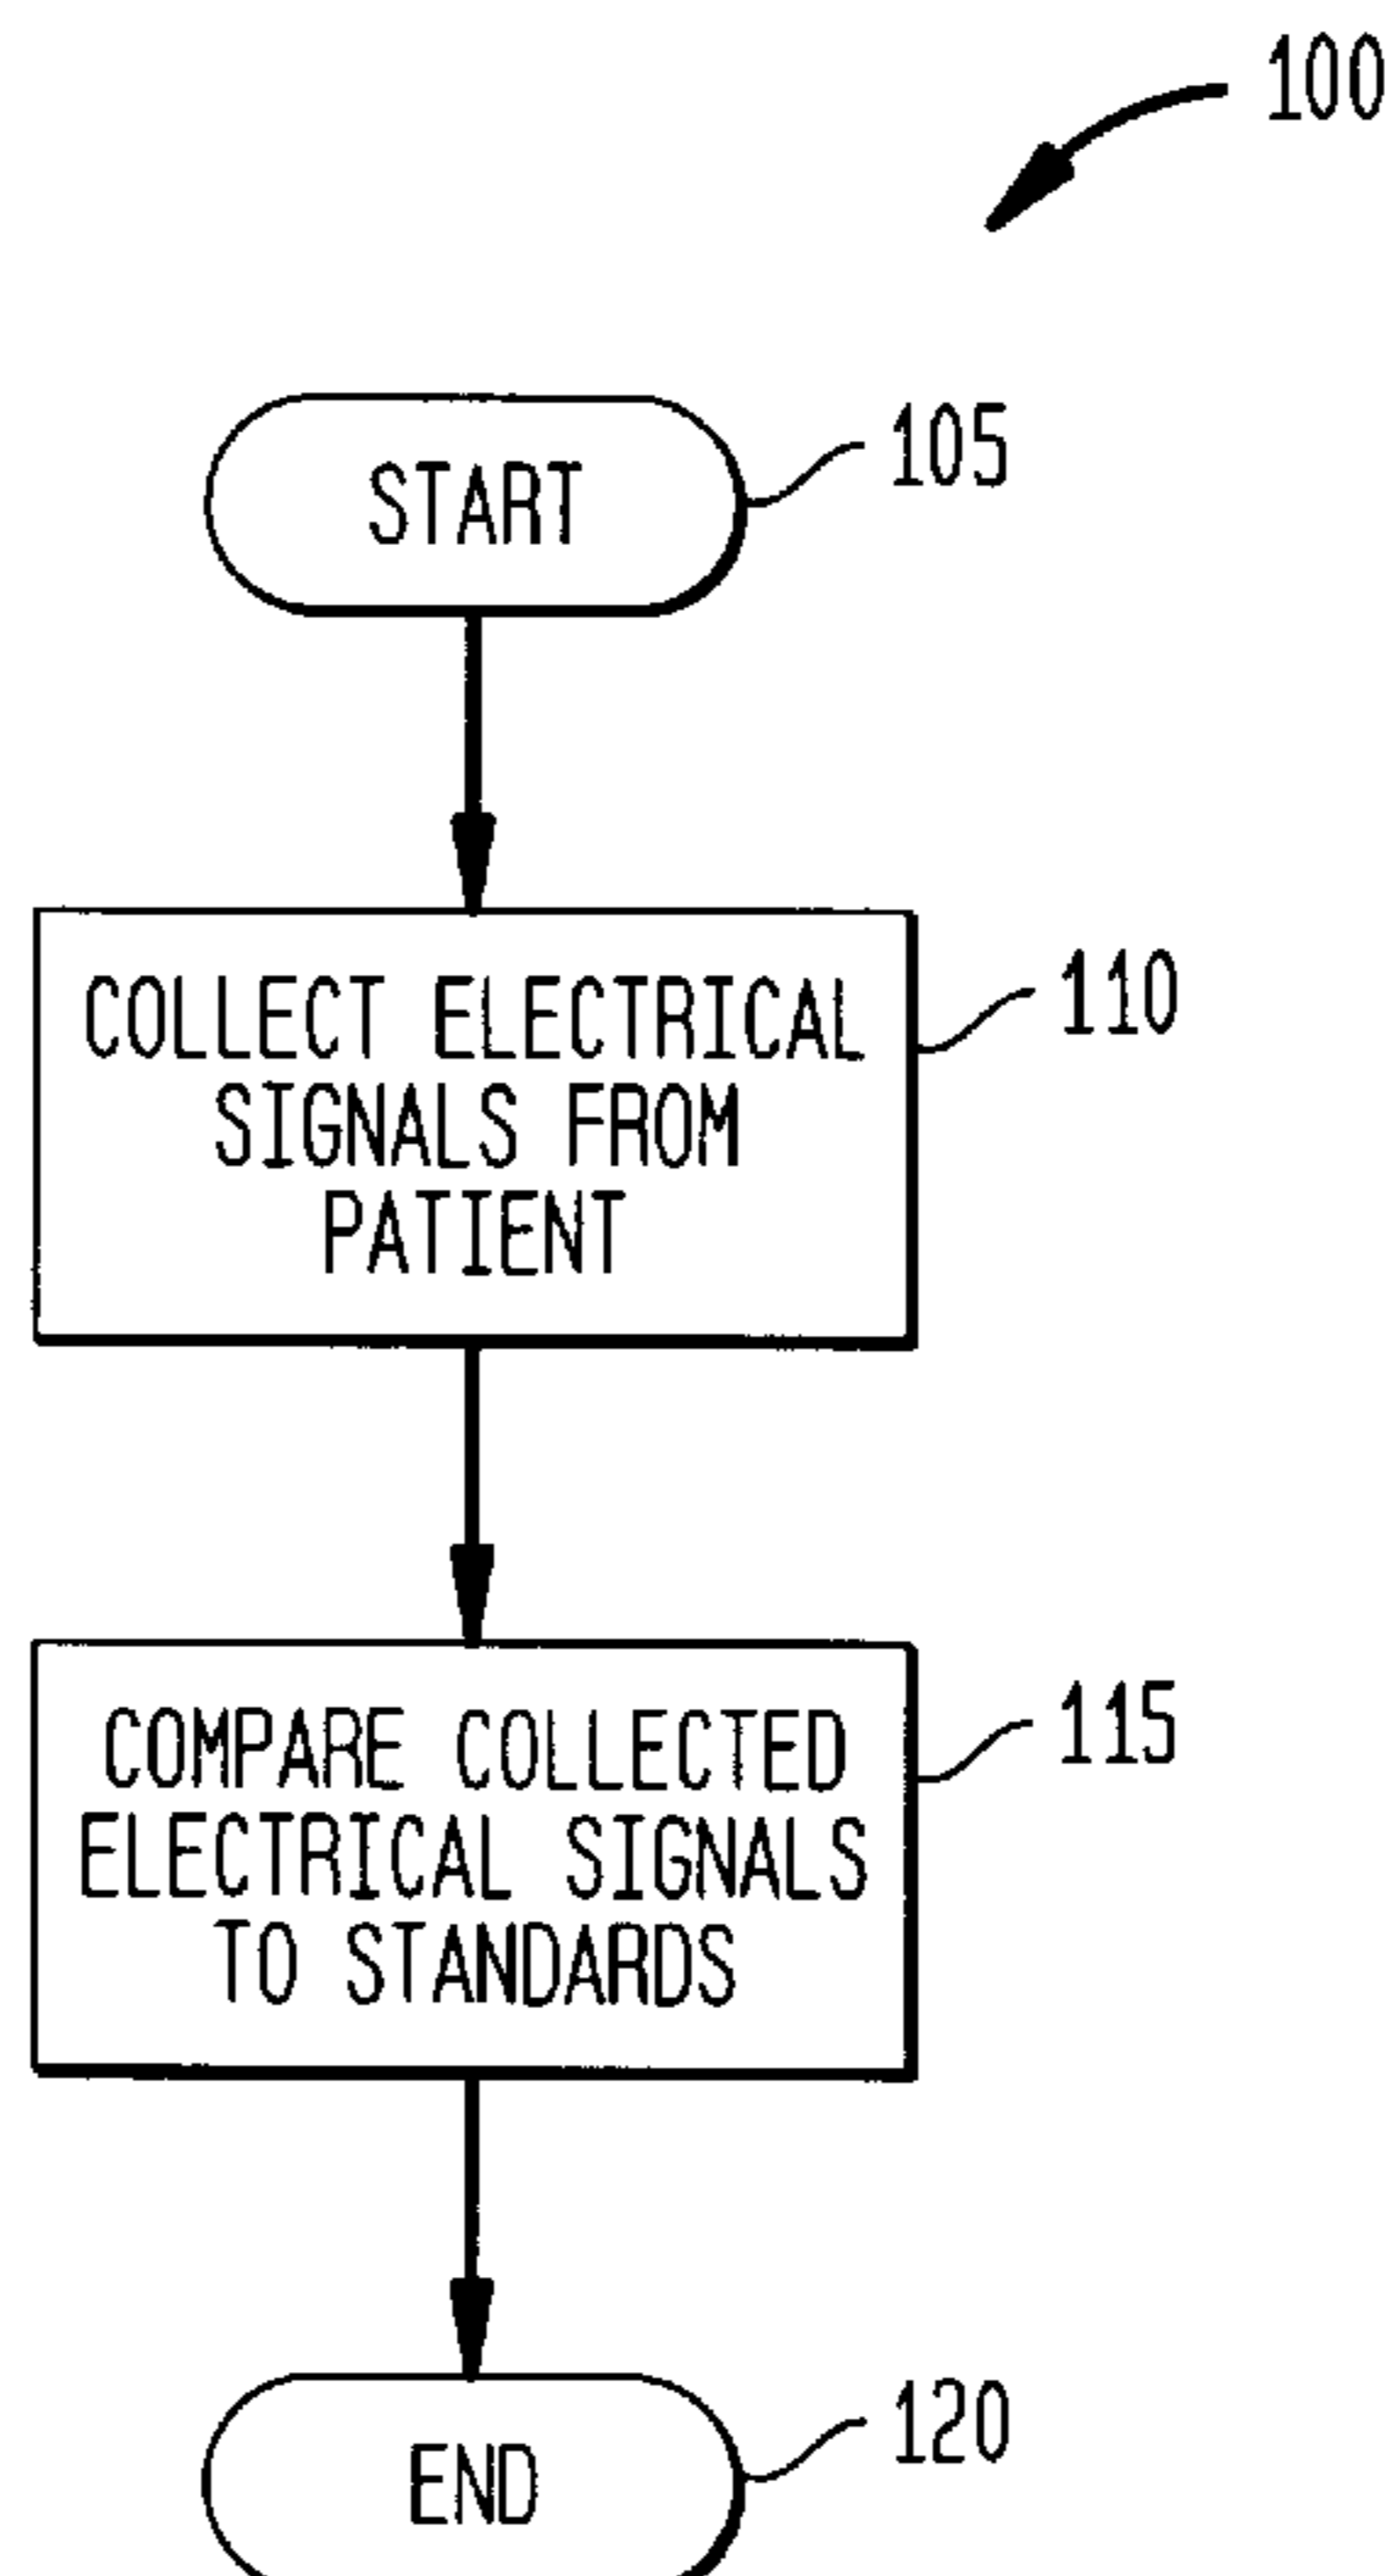 100
START
105
COLLECT ELECTRICAL
SIGNALS FROM
PATIENT
110
COMPARE COLLECTED
ELECTRICAL SIGNALS
TO STANDARDS
115
END
120